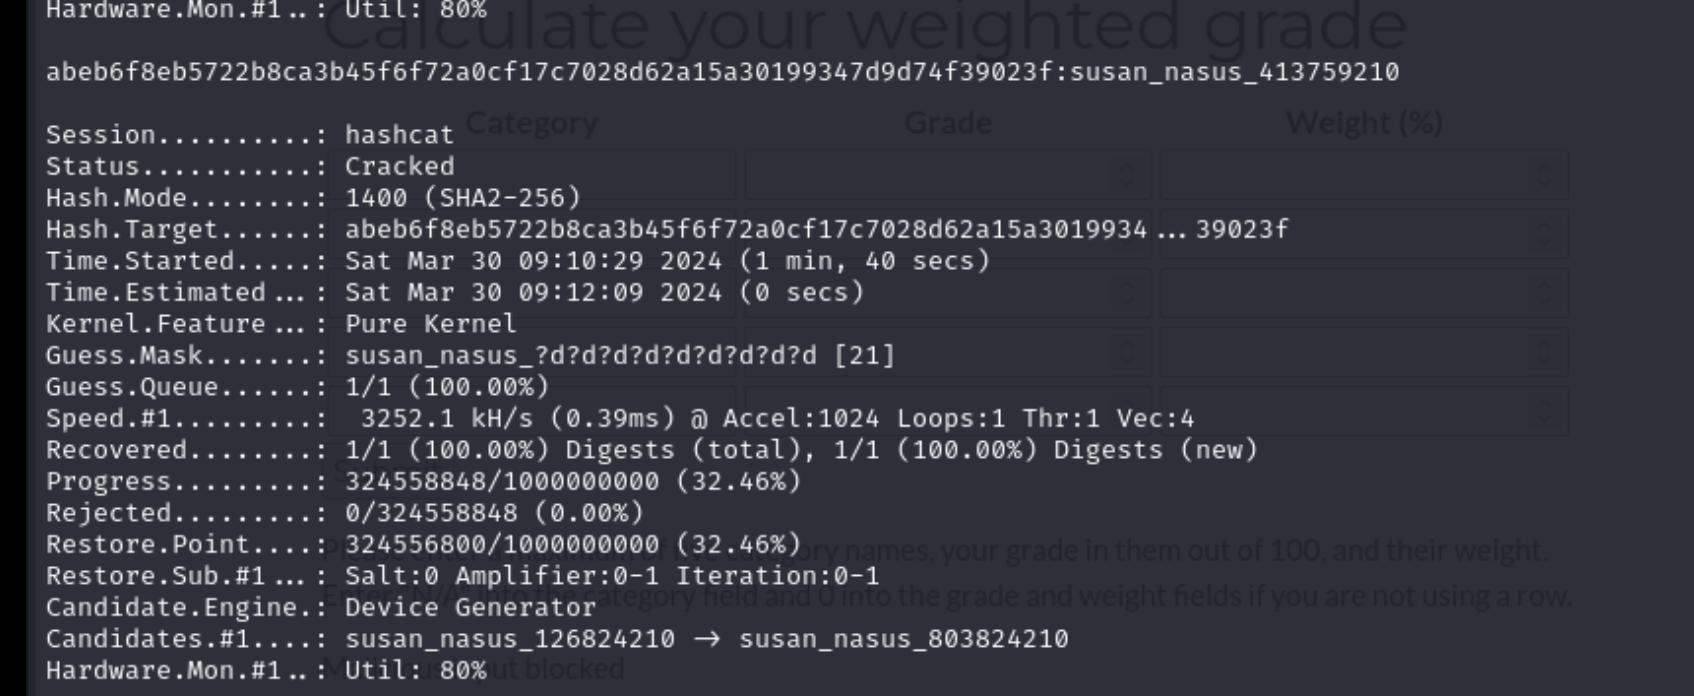 Hardware.Mon.#1..: Util: 80%
Calculate your weighted grade
abeb6f8eb5722b8ca3b45f6f72a0cf17c7028d62a15a30199347d9d74f39023f:susan_nasus_413759210
Category Grade Weight (%)
Session..........: hashcat
Status...........: Cracked
Hash.Mode........: 1400 (SHA2-256)
Hash.Target......: abeb6f8eb5722b8ca3b45f6f72a0cf17c7028d62a15a3019934...39023f
Time.Started.....: Sat Mar 30 09:10:29 2024 (1 min, 40 secs)
Time.Estimated...: Sat Mar 30 09:12:09 2024 (0 secs)
Kernel.Feature...: Pure Kernel
Guess.Mask.......: susan_nasus_?d?d?d?d?d?d?d?d?d [21]
Guess.Queue......: 1/1 (100.00%)
Speed.#1.........:  3252.1 kH/s (0.39ms) @ Accel:1024 Loops:1 Thr:1 Vec:4
Recovered........: 1/1 (100.00%) Digests (total), 1/1 (100.00%) Digests (new)
Progress.........: 324558848/1000000000 (32.46%)
Rejected.........: 0/324558848 (0.00%)
Restore.Point....: 324556800/1000000000 (32.46%)
names, your grade in them out of 100, and their weight.
Restore.Sub.#1...: Salt:0 Amplifier:0-1 Iteration:0-1
Candidate.Engine.: Device Generator
into the category field and 0 into the grade and weight fields if you are not using a row.
Candidates.#1....: susan_nasus_126824210 -> susan_nasus_803824210
Hardware.Mon.#1..: Util: 80%
blocked